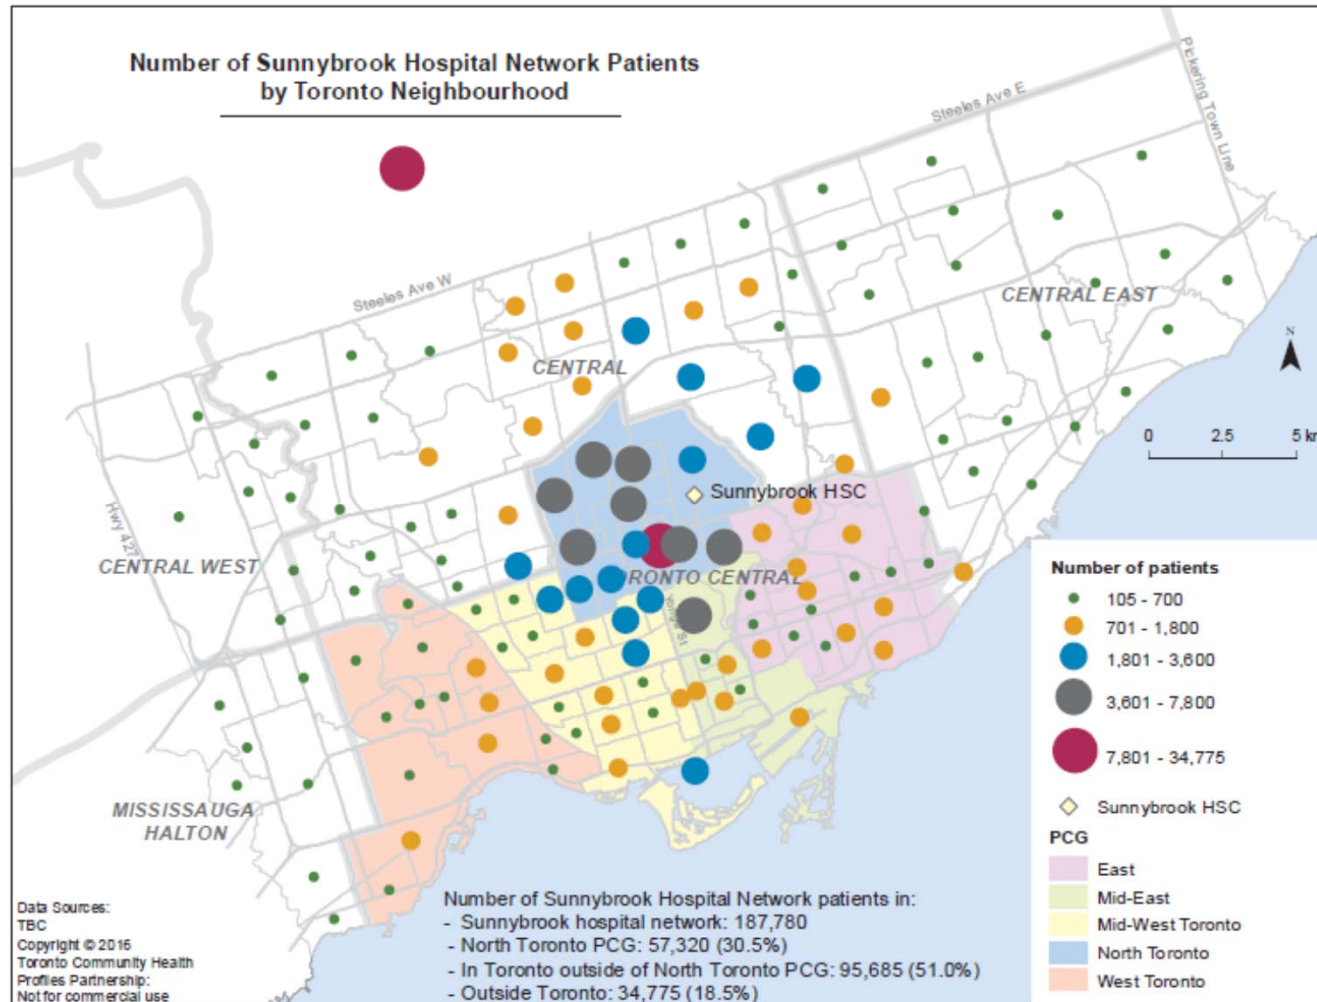 Number of Sunnybrook Hospital Network Patients
by Toronto Neighbourhood
Steeles Ave E
Pickering Town Line
Steeles Ave W
CENTRAL EAST
CENTRAL
N
0 2.5 5 km
Sunnybrook HSC
Hwy 427
CENTRAL WEST
TORONTO CENTRAL
Yonge St
MISSISSAUGA
HALTON
Number of patients
105 - 700
701 - 1,800
1,801 - 3,600
3,601 - 7,800
7,801 - 34,775
Sunnybrook HSC
PCG
East
Mid-East
Mid-West Toronto
North Toronto
West Toronto
Number of Sunnybrook Hospital Network patients in:
- Sunnybrook hospital network: 187,780
- North Toronto PCG: 57,320 (30.5%)
- In Toronto outside of North Toronto PCG: 95,685 (51.0%)
- Outside Toronto: 34,775 (18.5%)
Data Sources:
TBC
Copyright © 2016
Toronto Community Health
Profiles Partnership:
Not for commercial use